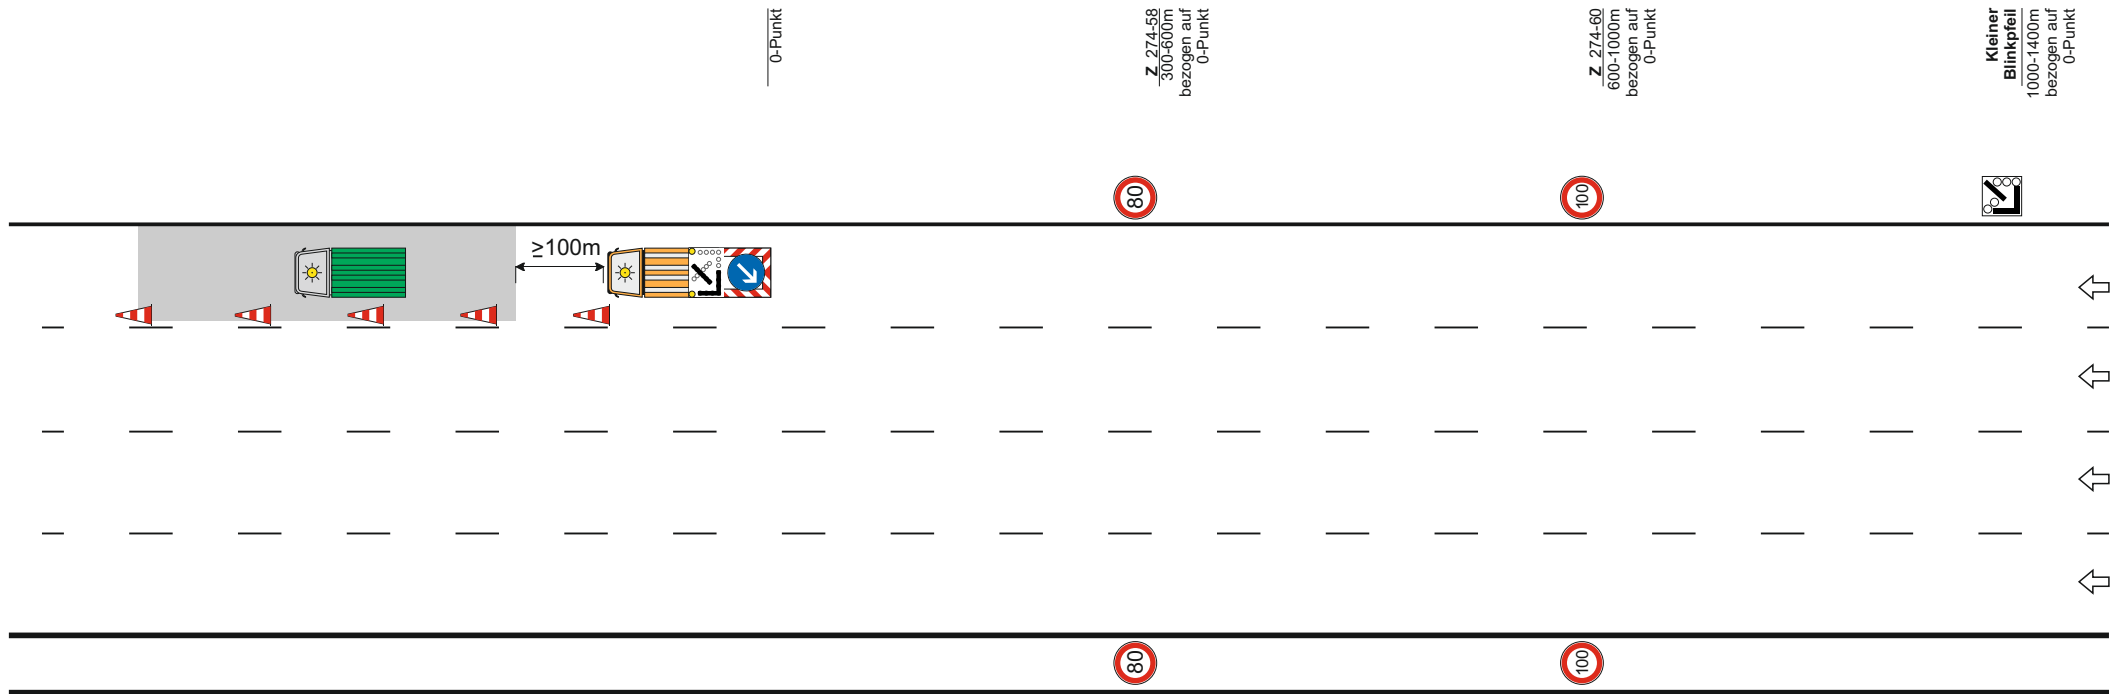 0-Punkt
Z 274-58
300-600m
bezogen auf
0-Punkt
Z 274-60
600-1000m
bezogen auf
0-Punkt
Kleiner
Blinkpfeil
1000-1400m
bezogen auf
0-Punkt
80
100
≥100m
80
100